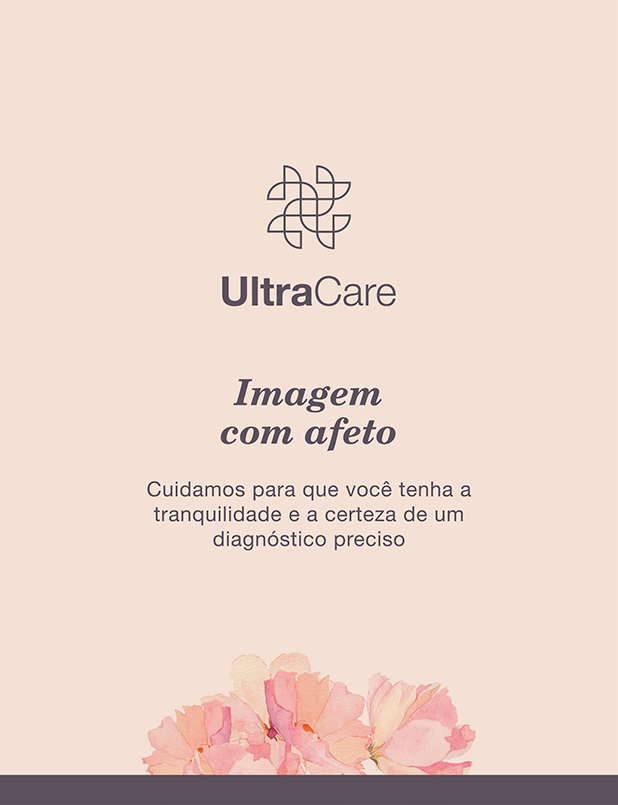 UltraCare
Imagem
com afeto
Cuidamos para que você tenha a
tranquilidade e a certeza de um
diagnóstico preciso